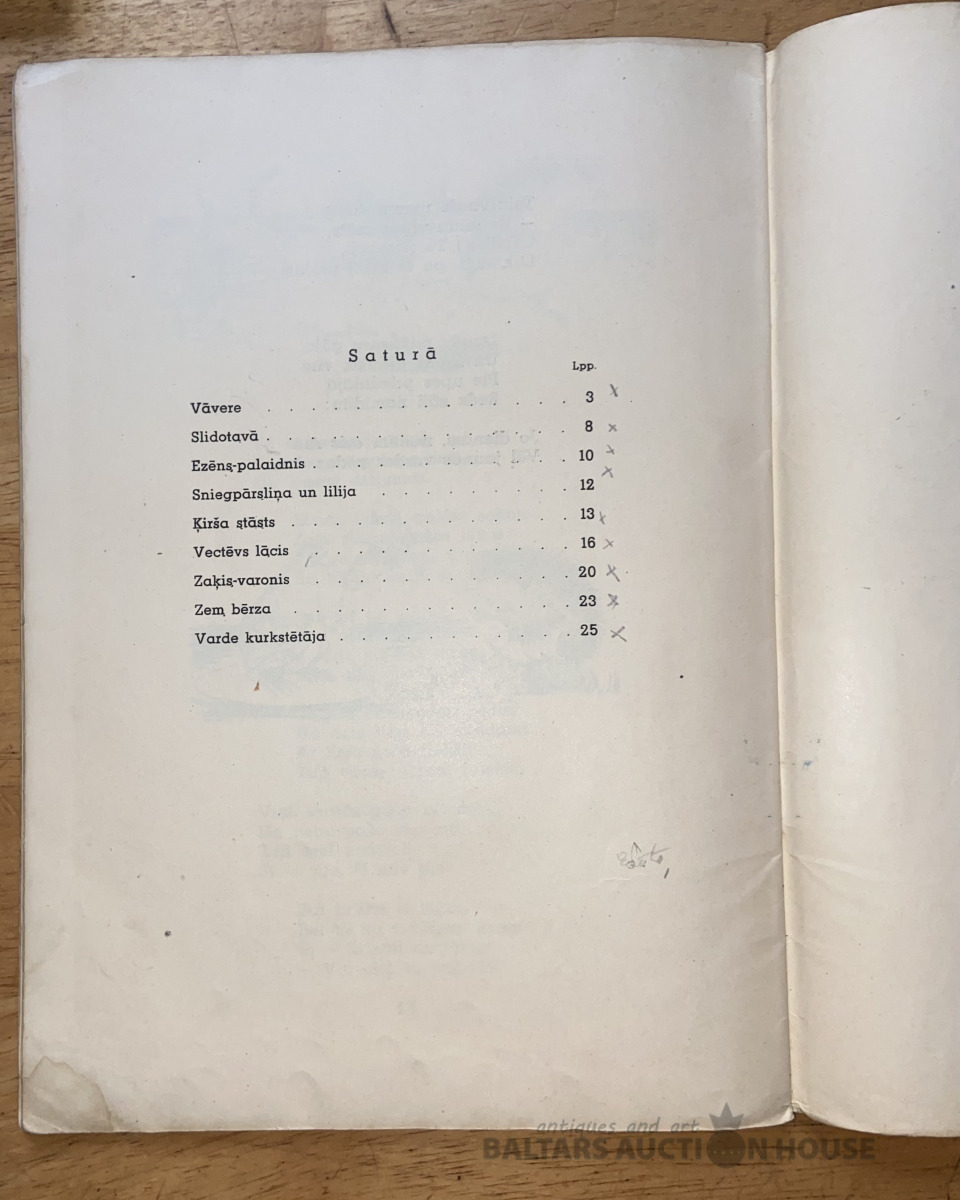 Saturā
Lpp.
Vāvere . . . . . . . . . . . . 3
Slidotavā . . . . . . . . . . . . 8
Ezēns-palaidnis . . . . . . . . . . 10
Sniegpārsliņa un lilija . . . . . . . . 12
Ķirša stāsts . . . . . . . . . . . 13
Vectēvs lācis . . . . . . . . . . 16
Zaķis-varonis . . . . . . . . . . 20
Zem bērza . . . . . . . . . . . 23
Varde kurkstētāja . . . . . . . . . 25
antiques and art
BALTARS AUCTION HOUSE